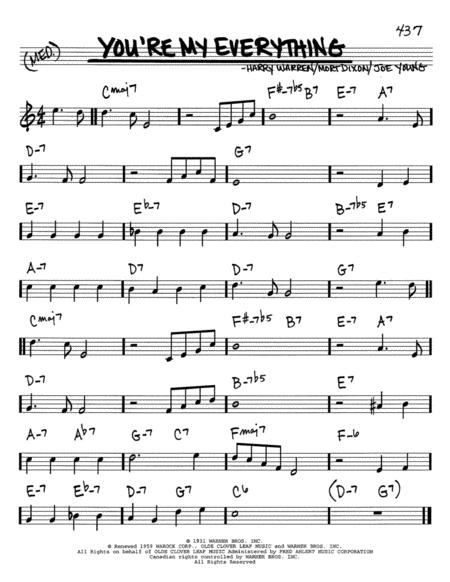 437
(MED.)
YOU'RE MY EVERYTHING
-HARRY WARREN/MORT DIXON/JOE YOUNG
Cmaj7 F#-7b5 B7 E-7 A7
D-7 G7
E-7 Eb-7 D-7 B-7b5 E7
A-7 D7 D-7 G7
Cmaj7 F#-7b5 B7 E-7 A7
D-7 B-7b5 E7
A-7 Ab7 G-7 C7 Fmaj7 F-6
E-7 Eb-7 D-7 G7 C6 (D-7 G7)
© 1931 WARNER BROS. INC.
© Renewed 1959 WAROCK CORP., OLDE CLOVER LEAF MUSIC and WARNER BROS. INC.
All Rights on behalf of OLDE CLOVER LEAF MUSIC Administered by FRED AHLERT MUSIC CORPORATION
Canadian rights controlled by WARNER BROS. INC.
All Rights Reserved